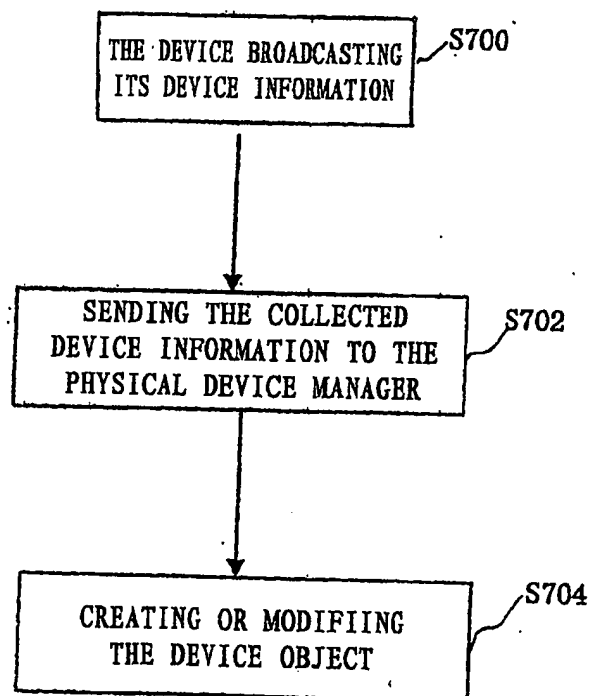 THE DEVICE BROADCASTING
ITS DEVICE INFORMATION
S700
SENDING THE COLLECTED
DEVICE INFORMATION TO THE
PHYSICAL DEVICE MANAGER
S702
CREATING OR MODIFIING
THE DEVICE OBJECT
S704